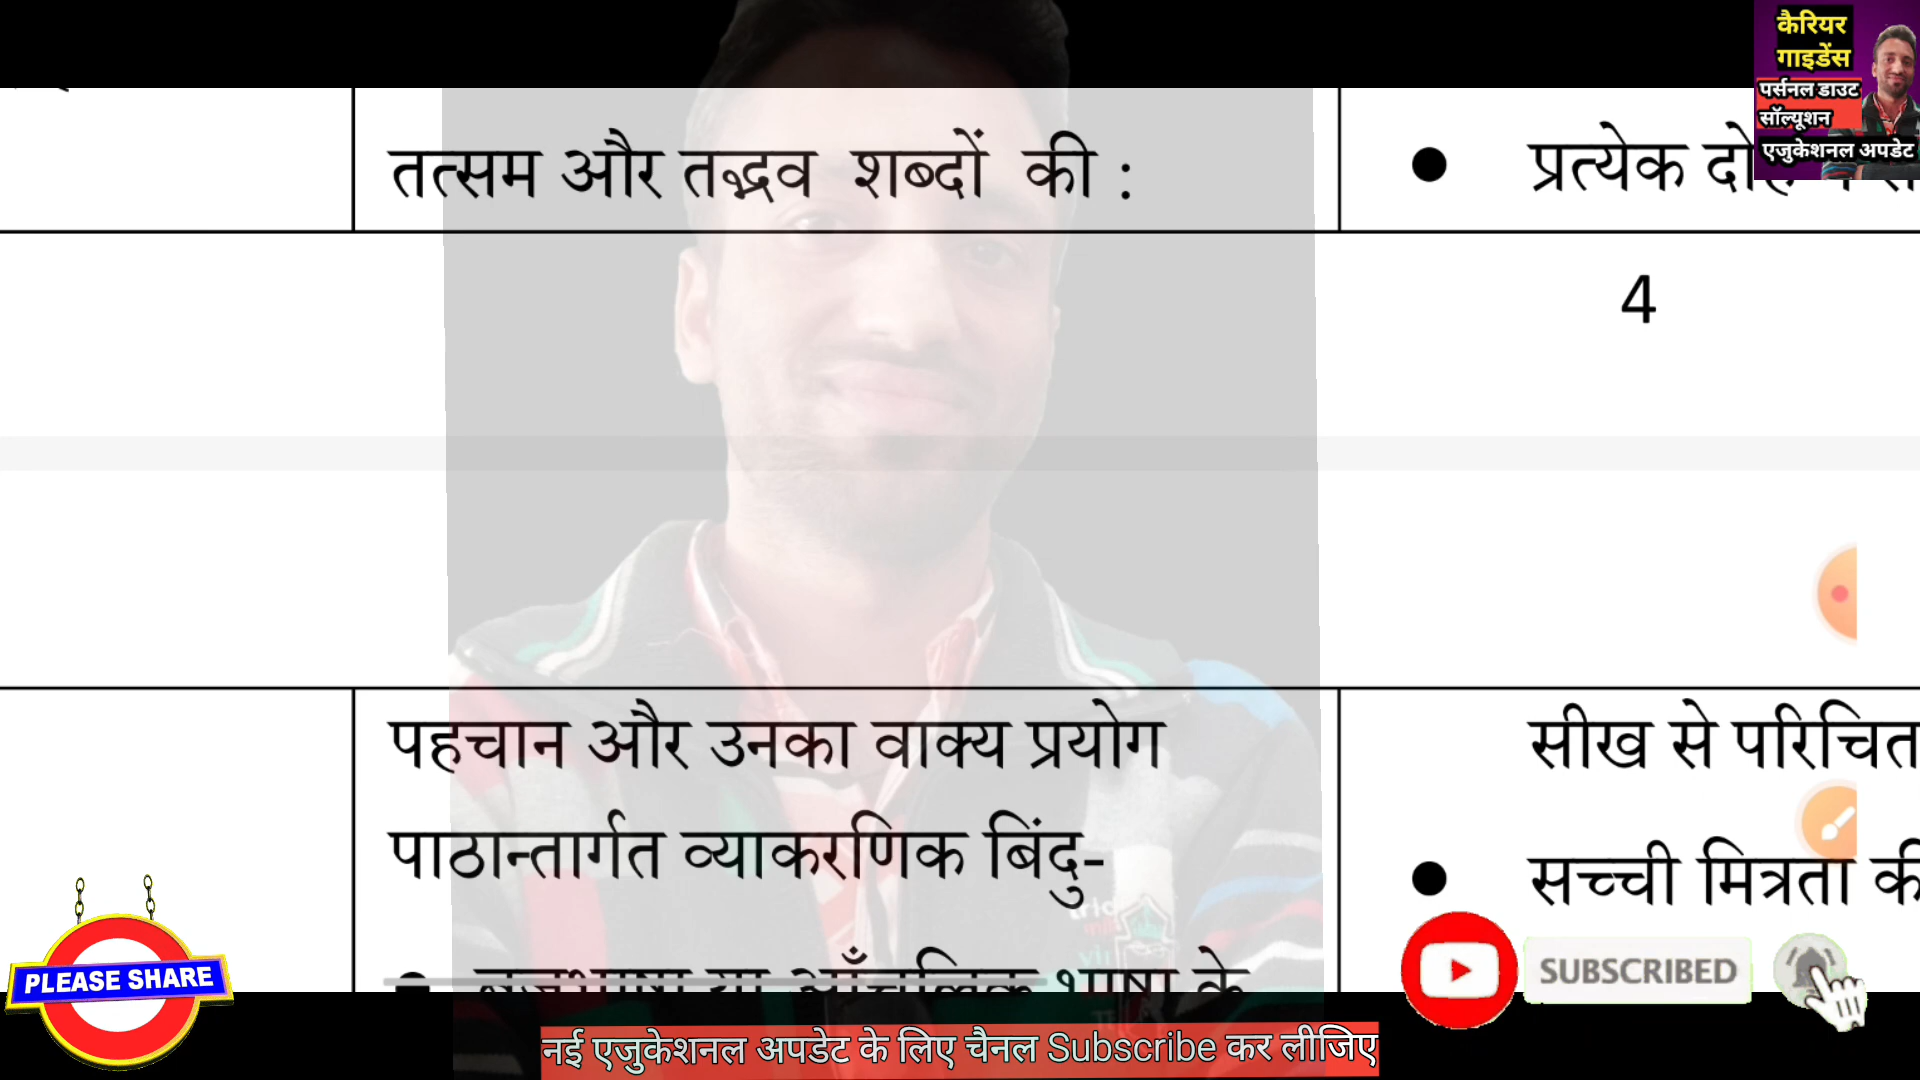 कैरियर
गाइडेंस
पर्सनल डाउट
सॉल्यूशन
एजुकेशनल अपडेट
तत्सम और तद्भव शब्दों की :
● प्रत्येक
4
पहचान और उनका वाक्य प्रयोग
पाठान्तार्गत व्याकरणिक बिंदु-
सीख से परिचित
● सच्ची मित्रता की
भाषा के
PLEASE SHARE
SUBSCRIBED
नई एजुकेशनल अपडेट के लिए चैनल Subscribe कर लीजिए